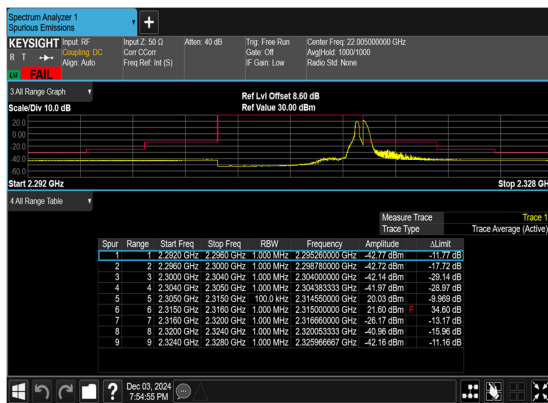 Spectrum Analyzer 1
Spurious Emissions
KEYSIGHT
R T
LU FAIL
Input: RF
Coupling: DC
Align: Auto
Input Z: 50 Ω
Corr CCorr
Freq Ref: Int (S)
Atten: 40 dB
Trig: Free Run
Gate: Off
IF Gain: Low
Center Freq: 22.005000000 GHz
Avg|Hold: 1000/1000
Radio Std: None
3 All Range Graph
Scale/Div 10.0 dB
Ref Lvl Offset 8.60 dB
Ref Value 30.00 dBm
20.0
10.0
0.00
-20.0
-40.0
-60.0
Start 2.292 GHz
Stop 2.328 GH
4 All Range Table
Measure Trace Trace 1
Trace Type Trace Average (Active)
Spur Range Start Freq Stop Freq RBW Frequency Amplitude ΔLimit
1 1 2.2920 GHz 2.2960 GHz 1.000 MHz 2.295260000 GHz -42.77 dBm -11.77 dB
2 2 2.2960 GHz 2.3000 GHz 1.000 MHz 2.298780000 GHz -42.72 dBm -17.72 dB
3 3 2.3000 GHz 2.3040 GHz 1.000 MHz 2.304000000 GHz -42.14 dBm -29.14 dB
4 4 2.3040 GHz 2.3050 GHz 1.000 MHz 2.304383333 GHz -41.97 dBm -28.97 dB
5 5 2.3050 GHz 2.3150 GHz 100.0 kHz 2.314550000 GHz 20.03 dBm -9.969 dB
6 6 2.3150 GHz 2.3160 GHz 1.000 MHz 2.315000000 GHz 21.60 dBm F 34.60 dB
7 7 2.3160 GHz 2.3200 GHz 1.000 MHz 2.316660000 GHz -26.17 dBm -13.17 dB
8 8 2.3200 GHz 2.3240 GHz 1.000 MHz 2.320053333 GHz -40.96 dBm -15.96 dB
9 9 2.3240 GHz 2.3280 GHz 1.000 MHz 2.325966667 GHz -42.16 dBm -11.16 dB
Dec 03, 2024
7:54:55 PM